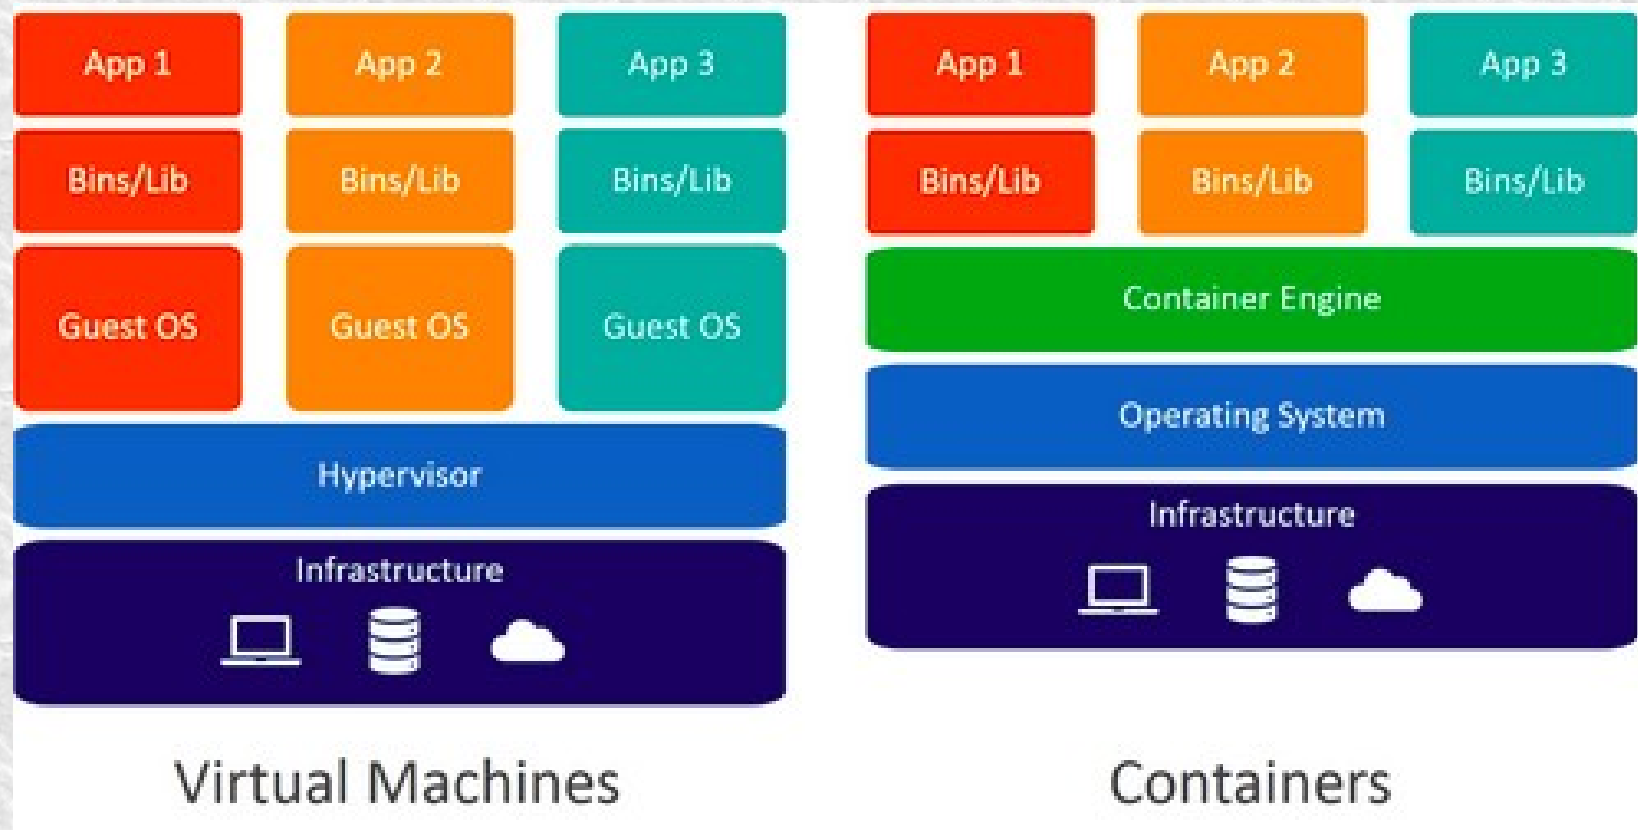 App 1
App 2
App 3
Bins/Lib
Bins/Lib
Bins/Lib
Guest OS
Guest OS
Guest OS
Hypervisor
Infrastructure
Virtual Machines
App 1
App 2
App 3
Bins/Lib
Bins/Lib
Bins/Lib
Container Engine
Operating System
Infrastructure
Containers